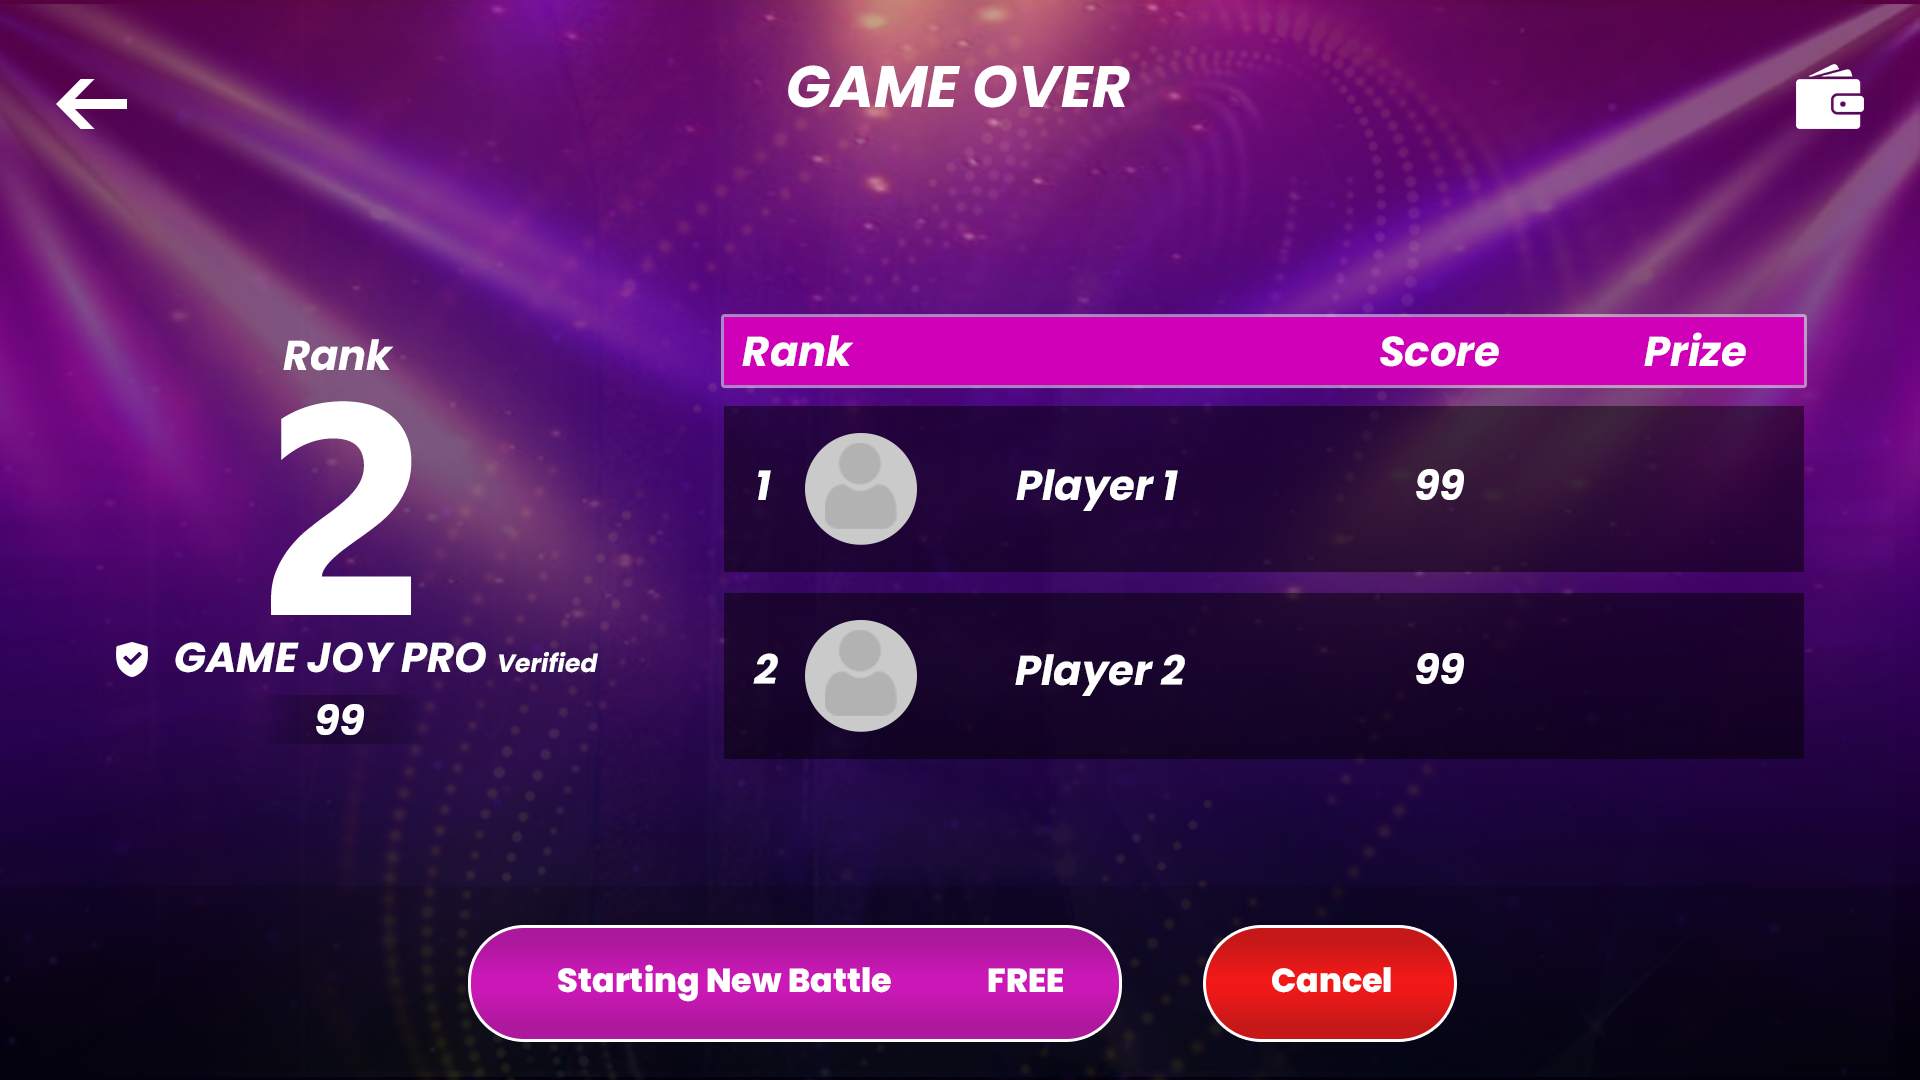 GAME OVER
Rank
2
GAME JOY PRO Verified
99
Rank Score Prize
1 Player 1 99
2 Player 2 99
Starting New Battle FREE
Cancel